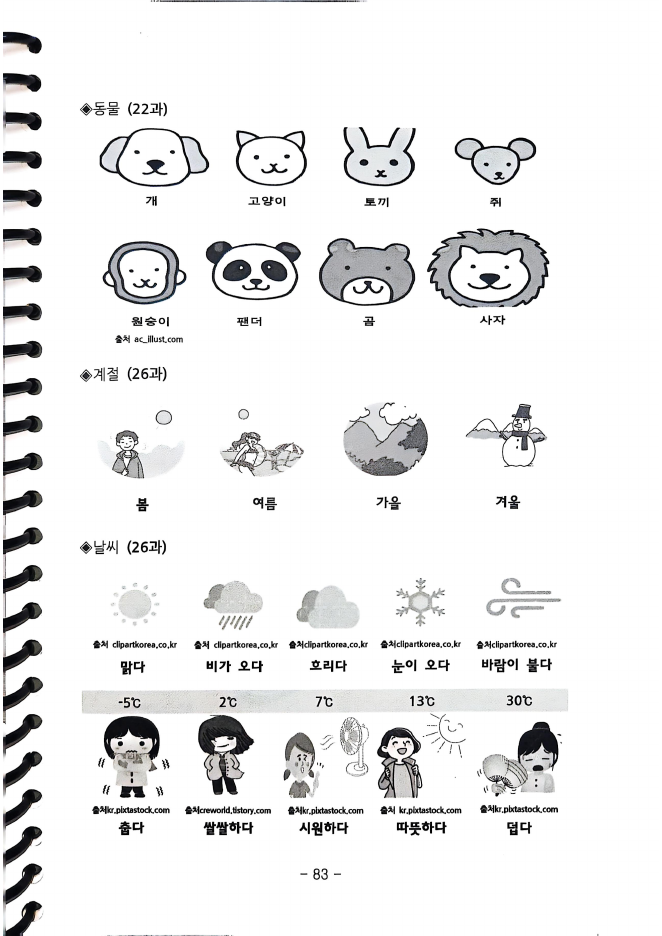 ◈동물 (22과)
개 고양이 토끼 쥐
원숭이 팬더 곰 사자
출처 ac_illust.com
◈계절 (26과)
봄 여름 가을 겨울
◈날씨 (26과)
출처 clipartkorea.co.kr 출처 clipartkorea.co.kr 출처clipartkorea.co.kr 출처clipartkorea.co.kr 출처clipartkorea.co.kr
맑다 비가 오다 흐리다 눈이 오다 바람이 불다
-5℃ 2℃ 7℃ 13℃ 30℃
출처kr.pixtastock.com 출처creworld.tistory.com 출처kr.pixtastock.com 출처 kr.pixtastock.com 출처kr.pixtastock.com
춥다 쌀쌀하다 시원하다 따뜻하다 덥다
- 83 -